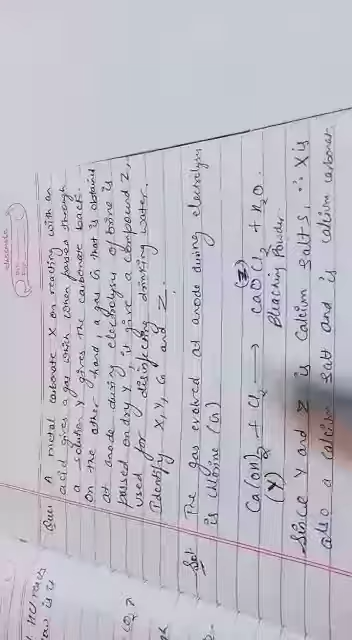 Que: A metal carbonate X on reacting with an
acid gives a gas which when passed through
a solution Y gives the carbonate back.
On the other hand, a gas G that is obtained
at anode during electrolysis of brine is
passed on dry Y, it give a compound Z,
used for disinfecting drinking water.
Identify X, Y, G and Z.
Sol: The gas evolved at anode during electrolysis
is chlorine (G)
Ca(OH)2 + Cl2 → CaOCl2 + H2O.
(Y) (Z)
Bleaching Powder
Since Y and Z is Calcium Salts, ∴ X is
also a calcium salt and is calcium carbonate